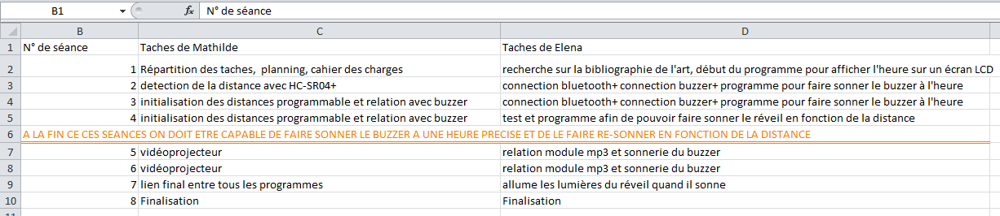 B1 fx N° de séance
B C D
1 N° de séance Taches de Mathilde Taches de Elena
2 1 Répartition des taches, planning, cahier des charges recherche sur la bibliographie de l'art, début du programme pour afficher l'heure sur un écran LCD
3 2 detection de la distance avec HC-SR04+ connection bluetooth+ connection buzzer+ programme pour faire sonner le buzzer à l'heure
4 3 initialisation des distances programmable et relation avec buzzer connection bluetooth+ connection buzzer+ programme pour faire sonner le buzzer à l'heure
5 4 initialisation des distances programmable et relation avec buzzer test et programme afin de pouvoir faire sonner le réveil en fonction de la distance
6 A LA FIN CE CES SEANCES ON DOIT ETRE CAPABLE DE FAIRE SONNER LE BUZZER A UNE HEURE PRECISE ET DE LE FAIRE RE-SONNER EN FONCTION DE LA DISTANCE
7 5 vidéoprojecteur relation module mp3 et sonnerie du buzzer
8 6 vidéoprojecteur relation module mp3 et sonnerie du buzzer
9 7 lien final entre tous les programmes allume les lumières du réveil quand il sonne
10 8 Finalisation Finalisation